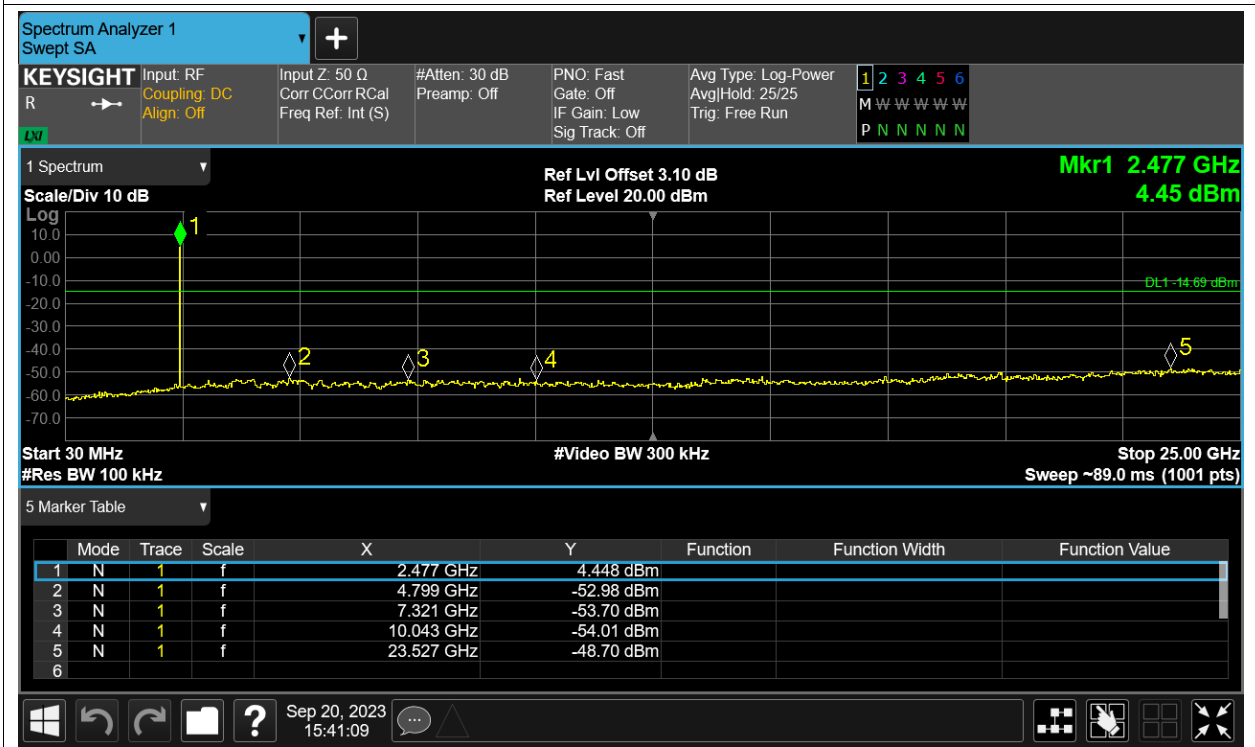 Spectrum Analyzer 1
Swept SA
KEYSIGHT
R
LXI
Input: RF
Coupling: DC
Align: Off
Input Z: 50 Ω
Corr CCorr RCal
Freq Ref: Int (S)
#Atten: 30 dB
Preamp: Off
PNO: Fast
Gate: Off
IF Gain: Low
Sig Track: Off
Avg Type: Log-Power
Avg|Hold: 25/25
Trig: Free Run
1 2 3 4 5 6
M W W W W W
P N N N N N
1 Spectrum
Scale/Div 10 dB
Ref Lvl Offset 3.10 dB
Ref Level 20.00 dBm
Mkr1 2.477 GHz
4.45 dBm
Log
10.0
0.00
-10.0
-20.0
-30.0
-40.0
-50.0
-60.0
-70.0
1
2
3
4
5
DL1 -14.69 dBm
Start 30 MHz
#Video BW 300 kHz
Stop 25.00 GHz
#Res BW 100 kHz
Sweep ~89.0 ms (1001 pts)
5 Marker Table
Mode Trace Scale X Y Function Function Width Function Value
1 N 1 f 2.477 GHz 4.448 dBm
2 N 1 f 4.799 GHz -52.98 dBm
3 N 1 f 7.321 GHz -53.70 dBm
4 N 1 f 10.043 GHz -54.01 dBm
5 N 1 f 23.527 GHz -48.70 dBm
6
?
Sep 20, 2023
15:41:09